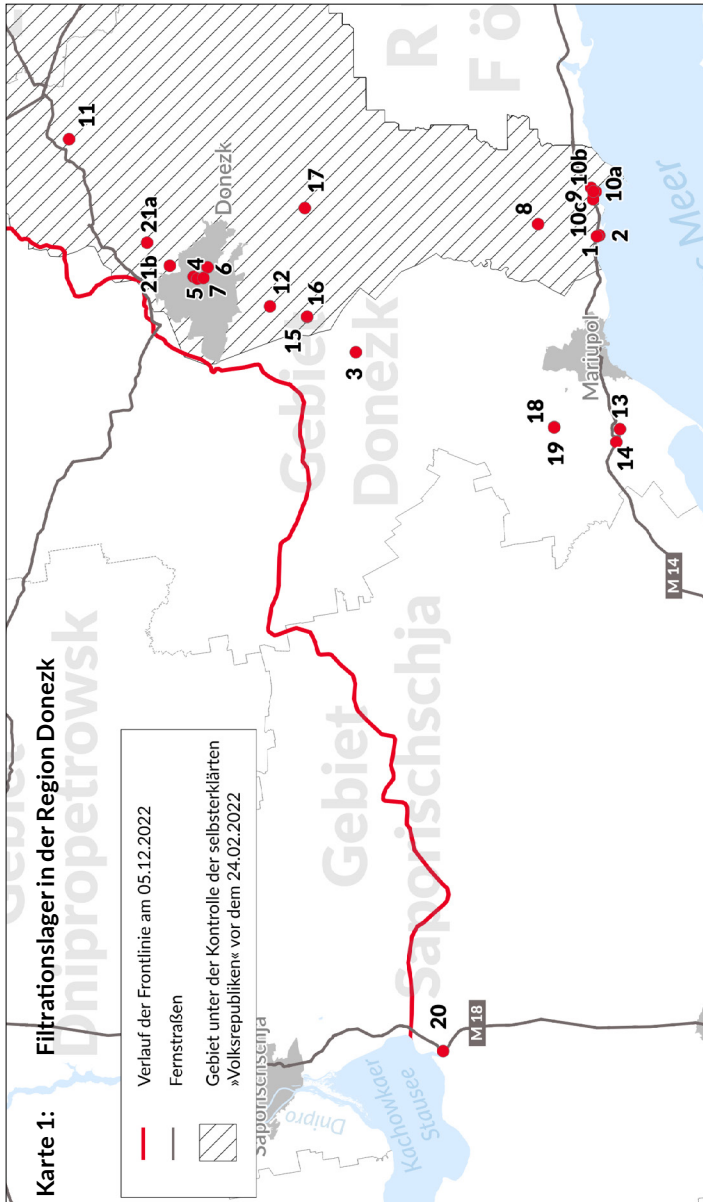 Karte 1: Filtrationslager in der Region Donezk
Gebiet
Dnipropetrowsk
Verlauf der Frontlinie am 05.12.2022
Fernstraßen
Gebiet unter der Kontrolle der selbsterklärten
»Volksrepubliken« vor dem 24.02.2022
Saporischschja
Dnipro
Kachowkaer
Stausee
20
M 18
Gebiet
Saporischschja
Gebiet
Donezk
11
21a
21b
Donezk
5
4
7
6
12
15
16
17
3
8
19
18
14
13
Mariupol
M 14
1
2
10c
9
10b
10a
R
F ö
Meer